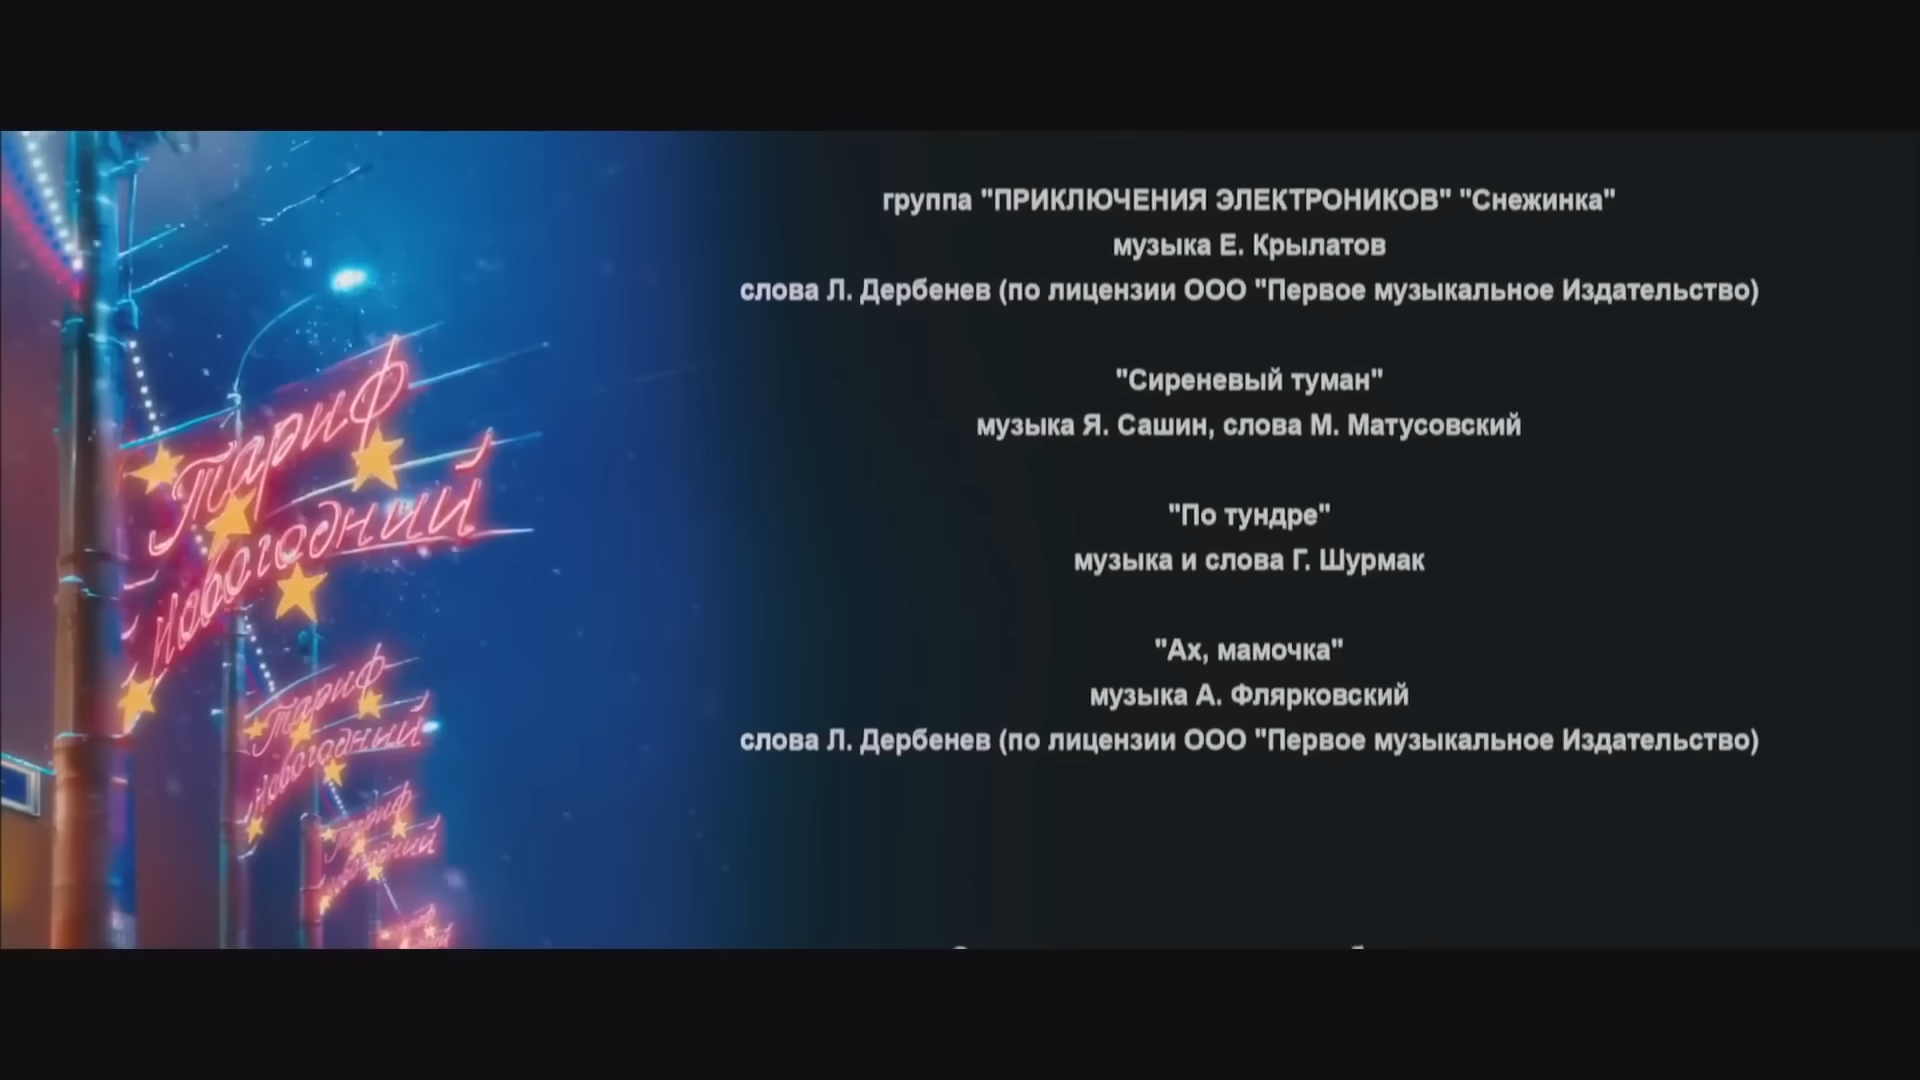 группа "ПРИКЛЮЧЕНИЯ ЭЛЕКТРОНИКОВ" "Снежинка"
музыка Е. Крылатов
слова Л. Дербенев (по лицензии ООО "Первое музыкальное Издательство)
"Сиреневый туман"
музыка Я. Сашин, слова М. Матусовский
"По тундре"
музыка и слова Г. Шурмак
"Ах, мамочка"
музыка А. Флярковский
слова Л. Дербенев (по лицензии ООО "Первое музыкальное Издательство)
Тариф
Новогодний
Тариф
Новогодний
Тариф
Новогодний